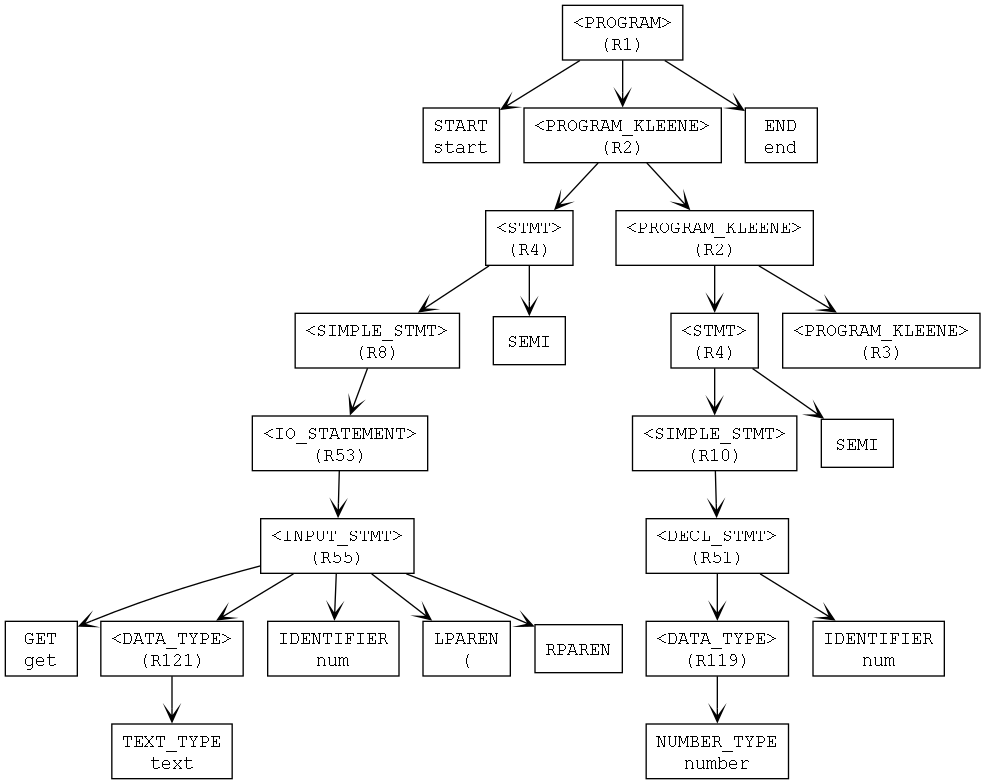 <PROGRAM>
(R1)
START
start
<PROGRAM_KLEENE>
(R2)
END
end
<STMT>
(R4)
<PROGRAM_KLEENE>
(R2)
<SIMPLE_STMT>
(R8)
SEMI
<STMT>
(R4)
<PROGRAM_KLEENE>
(R3)
<IO_STATEMENT>
(R53)
<SIMPLE_STMT>
(R10)
SEMI
<INPUT_STMT>
(R55)
<DECL_STMT>
(R51)
GET
get
<DATA_TYPE>
(R121)
IDENTIFIER
num
LPAREN
(
RPAREN
<DATA_TYPE>
(R119)
IDENTIFIER
num
TEXT_TYPE
text
NUMBER_TYPE
number